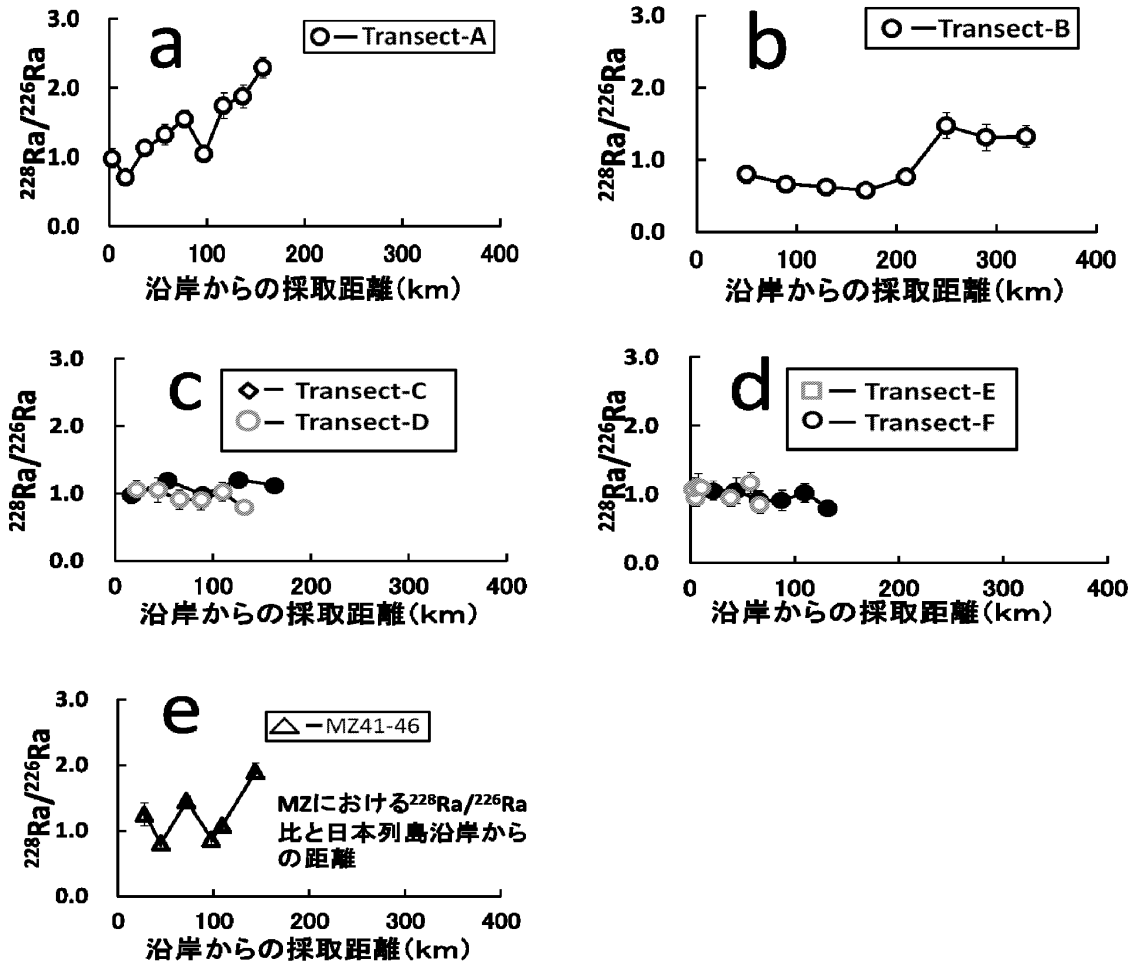 a
Transect-A
3.0
2.0
1.0
0.0
²²⁸Ra/²²⁶Ra
0 100 200 300 400
沿岸からの採取距離(km)
b
Transect-B
3.0
2.0
1.0
0.0
²²⁸Ra/²²⁶Ra
0 100 200 300 400
沿岸からの採取距離(km)
c
Transect-C
Transect-D
3.0
2.0
1.0
0.0
²²⁸Ra/²²⁶Ra
0 100 200 300 400
沿岸からの採取距離(km)
d
Transect-E
Transect-F
3.0
2.0
1.0
0.0
²²⁸Ra/²²⁶Ra
0 100 200 300 400
沿岸からの採取距離(km)
e
MZ41-46
MZにおける²²⁸Ra/²²⁶Ra
比と日本列島沿岸から
の距離
3.0
2.0
1.0
0.0
²²⁸Ra/²²⁶Ra
0 100 200 300 400
沿岸からの採取距離(km)